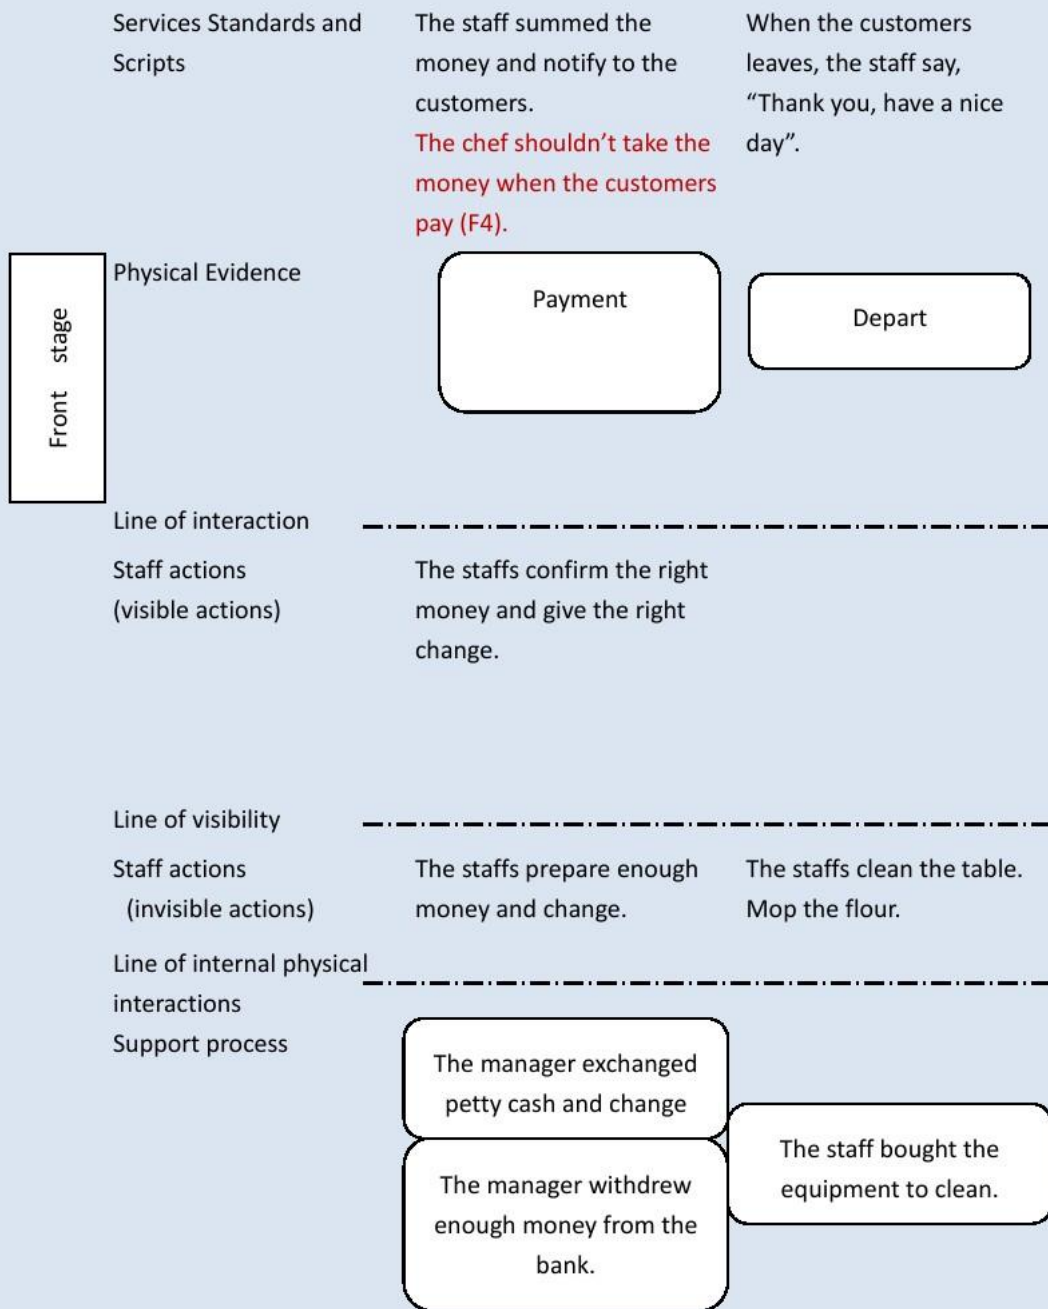 Services Standards and
Scripts
The staff summed the
money and notify to the
customers.
The chef shouldn't take the
money when the customers
pay (F4).
When the customers
leaves, the staff say,
“Thank you, have a nice
day”.
Front stage
Physical Evidence
Payment
Depart
Line of interaction
Staff actions
(visible actions)
The staffs confirm the right
money and give the right
change.
Line of visibility
Staff actions
(invisible actions)
The staffs prepare enough
money and change.
The staffs clean the table.
Mop the flour.
Line of internal physical
interactions
Support process
The manager exchanged
petty cash and change
The manager withdrew
enough money from the
bank.
The staff bought the
equipment to clean.